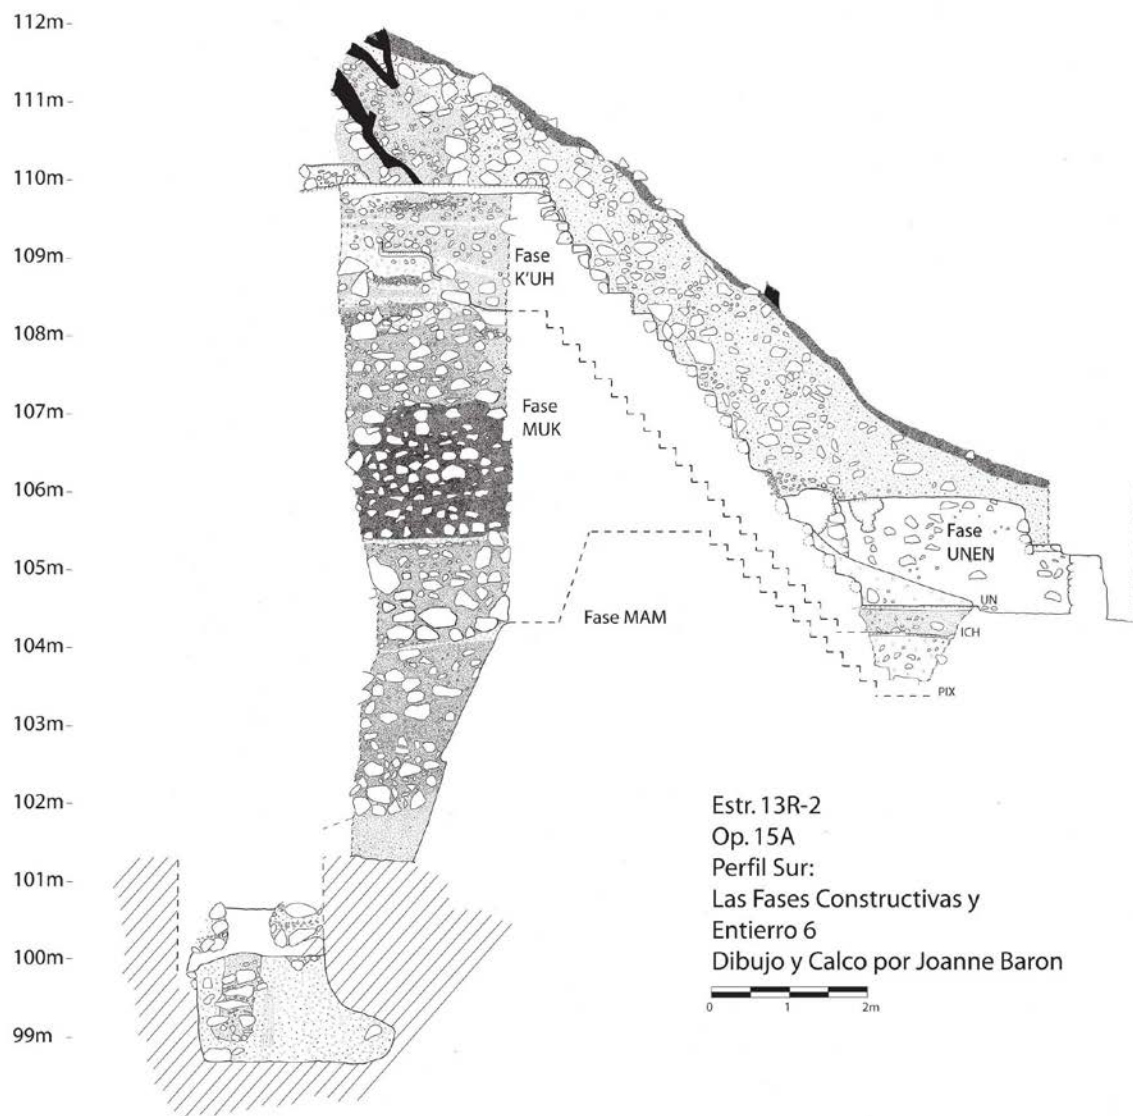 112m-
111m-
110m-
109m-
108m-
107m-
106m-
105m-
104m-
103m-
102m-
101m-
100m-
99m -
Fase
K'UH
Fase
MUK
Fase MAM
Fase
UNEN
UN
ICH
PIX
Estr. 13R-2
Op. 15A
Perfil Sur:
Las Fases Constructivas y
Entierro 6
Dibujo y Calco por Joanne Baron
0 1 2m